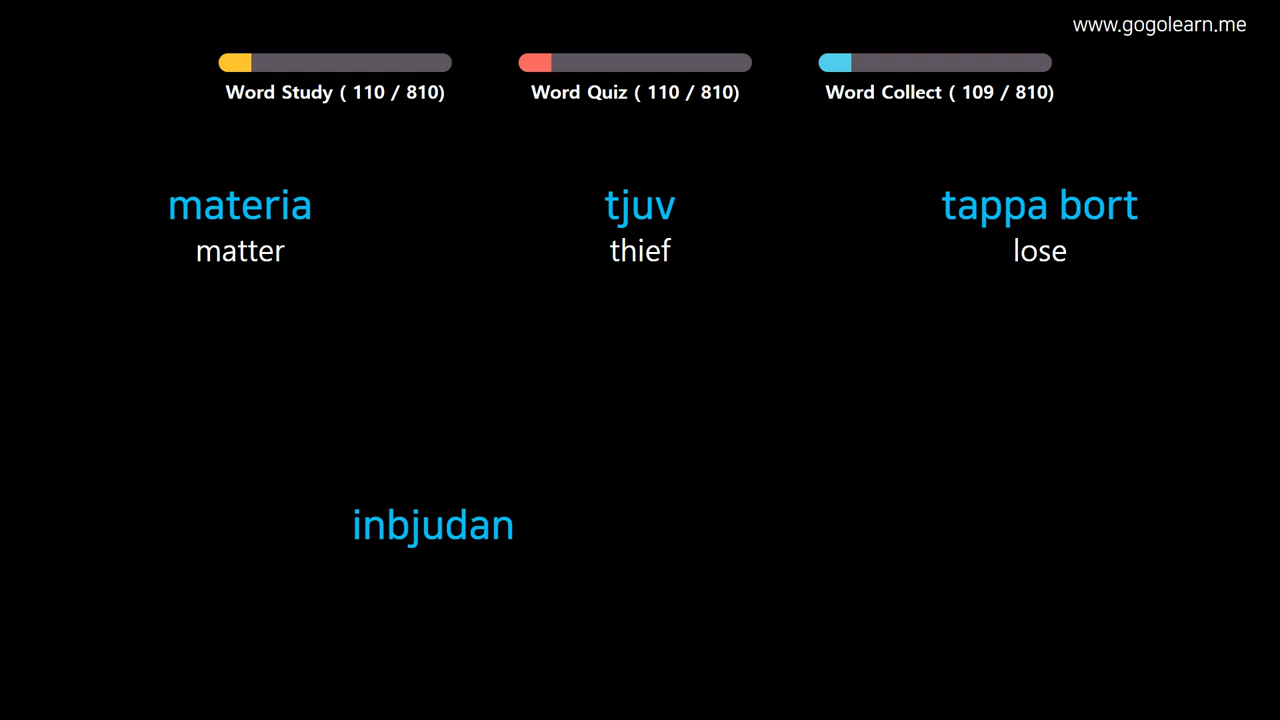 www.gogolearn.me
Word Study ( 110 / 810)
Word Quiz ( 110 / 810)
Word Collect ( 109 / 810)
materia
matter
tjuv
thief
tappa bort
lose
inbjudan